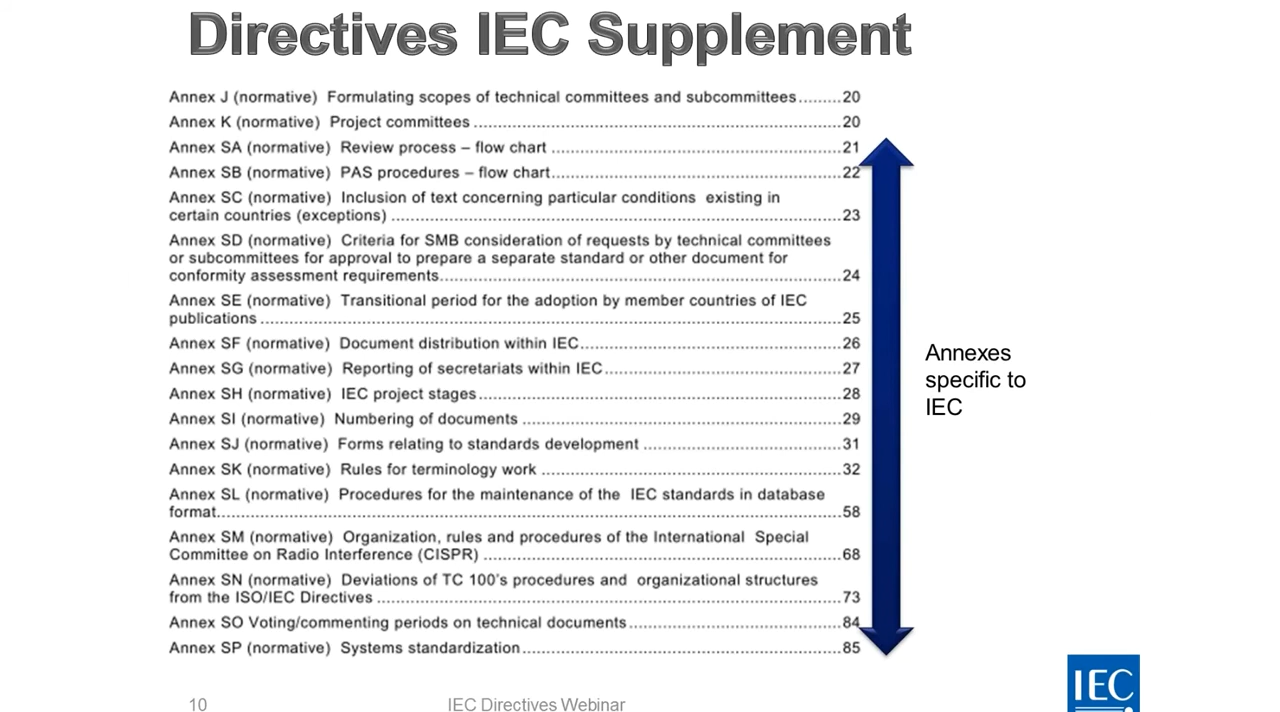 Directives IEC Supplement
Annex J (normative) Formulating scopes of technical committees and subcommittees.........20
Annex K (normative) Project committees ...............................................................20
Annex SA (normative) Review process – flow chart ..................................................21
Annex SB (normative) PAS procedures – flow chart..................................................22
Annex SC (normative) Inclusion of text concerning particular conditions existing in
certain countries (exceptions) ..............................................................................23
Annex SD (normative) Criteria for SMB consideration of requests by technical committees
or subcommittees for approval to prepare a separate standard or other document for
conformity assessment requirements......................................................................24
Annex SE (normative) Transitional period for the adoption by member countries of IEC
publications ......................................................................................................25
Annex SF (normative) Document distribution within IEC.............................................26
Annex SG (normative) Reporting of secretariats within IEC.........................................27
Annex SH (normative) IEC project stages...............................................................28
Annex SI (normative) Numbering of documents .......................................................29
Annex SJ (normative) Forms relating to standards development ..................................31
Annex SK (normative) Rules for terminology work ....................................................32
Annex SL (normative) Procedures for the maintenance of the IEC standards in database
format..............................................................................................................58
Annex SM (normative) Organization, rules and procedures of the International Special
Committee on Radio Interference (CISPR) ..............................................................68
Annex SN (normative) Deviations of TC 100's procedures and organizational structures
from the ISO/IEC Directives .................................................................................73
Annex SO Voting/commenting periods on technical documents.....................................84
Annex SP (normative) Systems standardization........................................................85
Annexes
specific to
IEC
10
IEC Directives Webinar
IEC